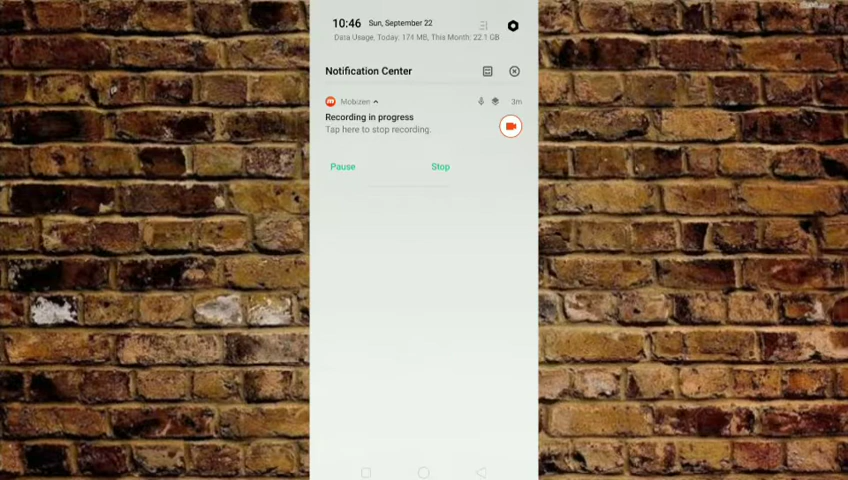 10:46 Sun, September 22
Data Usage, Today: 174 MB, This Month: 22.1 GB
Notification Center
Mobizen 3m
Recording in progress
Tap here to stop recording.
Pause Stop